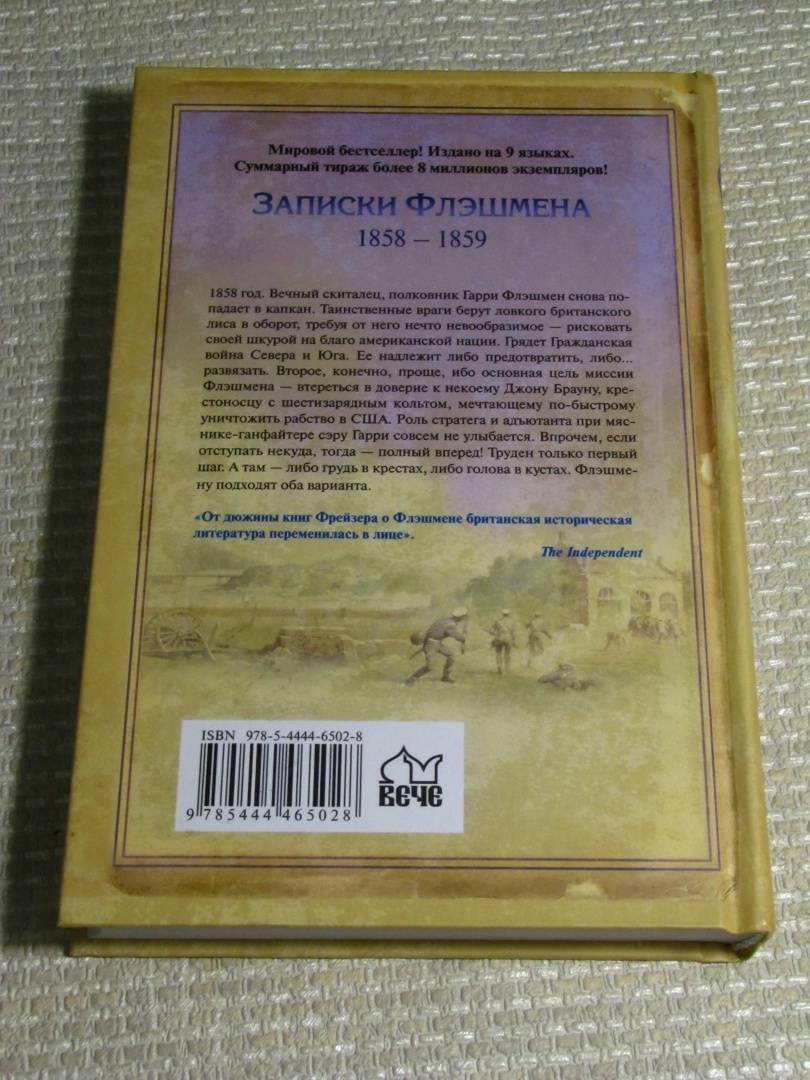 Мировой бестселлер! Издано на 9 языках.
Суммарный тираж более 8 миллионов экземпляров!
ЗАПИСКИ ФЛЭШМЕНА
1858 – 1859
1858 год. Вечный скиталец, полковник Гарри Флэшмен снова по-
падает в капкан. Таинственные враги берут ловкого британского
лиса в оборот, требуя от него нечто невообразимое — рисковать
своей шкурой на благо американской нации. Грядет Гражданская
война Севера и Юга. Ее надлежит либо предотвратить, либо...
развязать. Второе, конечно, проще, ибо основная цель миссии
Флэшмена — втереться в доверие к некоему Джону Брауну, кре-
стоносцу с шестизарядным кольтом, мечтающему по-быстрому
уничтожить рабство в США. Роль стратега и адъютанта при мяс-
нике-ганфайтере сэру Гарри совсем не улыбается. Впрочем, если
отступать некуда, тогда — полный вперед! Труден только первый
шаг. А там — либо грудь в крестах, либо голова в кустах. Флэшме-
ну подходят оба варианта.
«От дюжины книг Фрейзера о Флэшмене британская историческая
литература переменилась в лице».
The Independent
ISBN 978-5-4444-6502-8
9 785444 465028
ВЕЧЕ